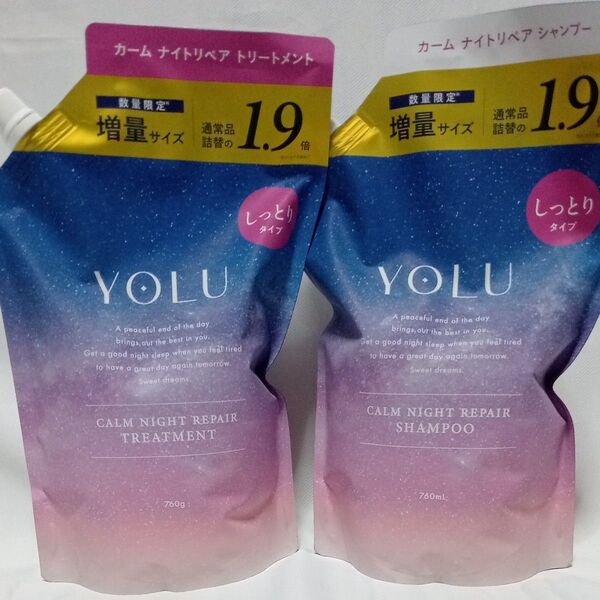 カーム ナイトリペア トリートメント
数量限定*
増量サイズ
通常品
詰替の
1.9倍
しっとり
タイプ
YOLU
A peaceful end of the day
brings out the best in you.
Get a good night sleep when you feel tired
to have a great day again tomorrow.
Sweet dreams.
CALM NIGHT REPAIR
TREATMENT
760g
カーム ナイトリペア シャンプー
数量限定*
増量サイズ
通常品
詰替の
1.9
しっとり
タイプ
YOLU
A peaceful end of the day
brings out the best in you.
Get a good night sleep when you feel tired
to have a great day again tomorrow.
Sweet dreams.
CALM NIGHT REPAIR
SHAMPOO
760mL